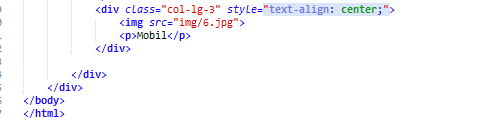 <div class="col-lg-3" style="text-align: center;">
<img src="img/6.jpg">
<p>Mobil</p>
</div>
</div>
</div>
</body>
</html>